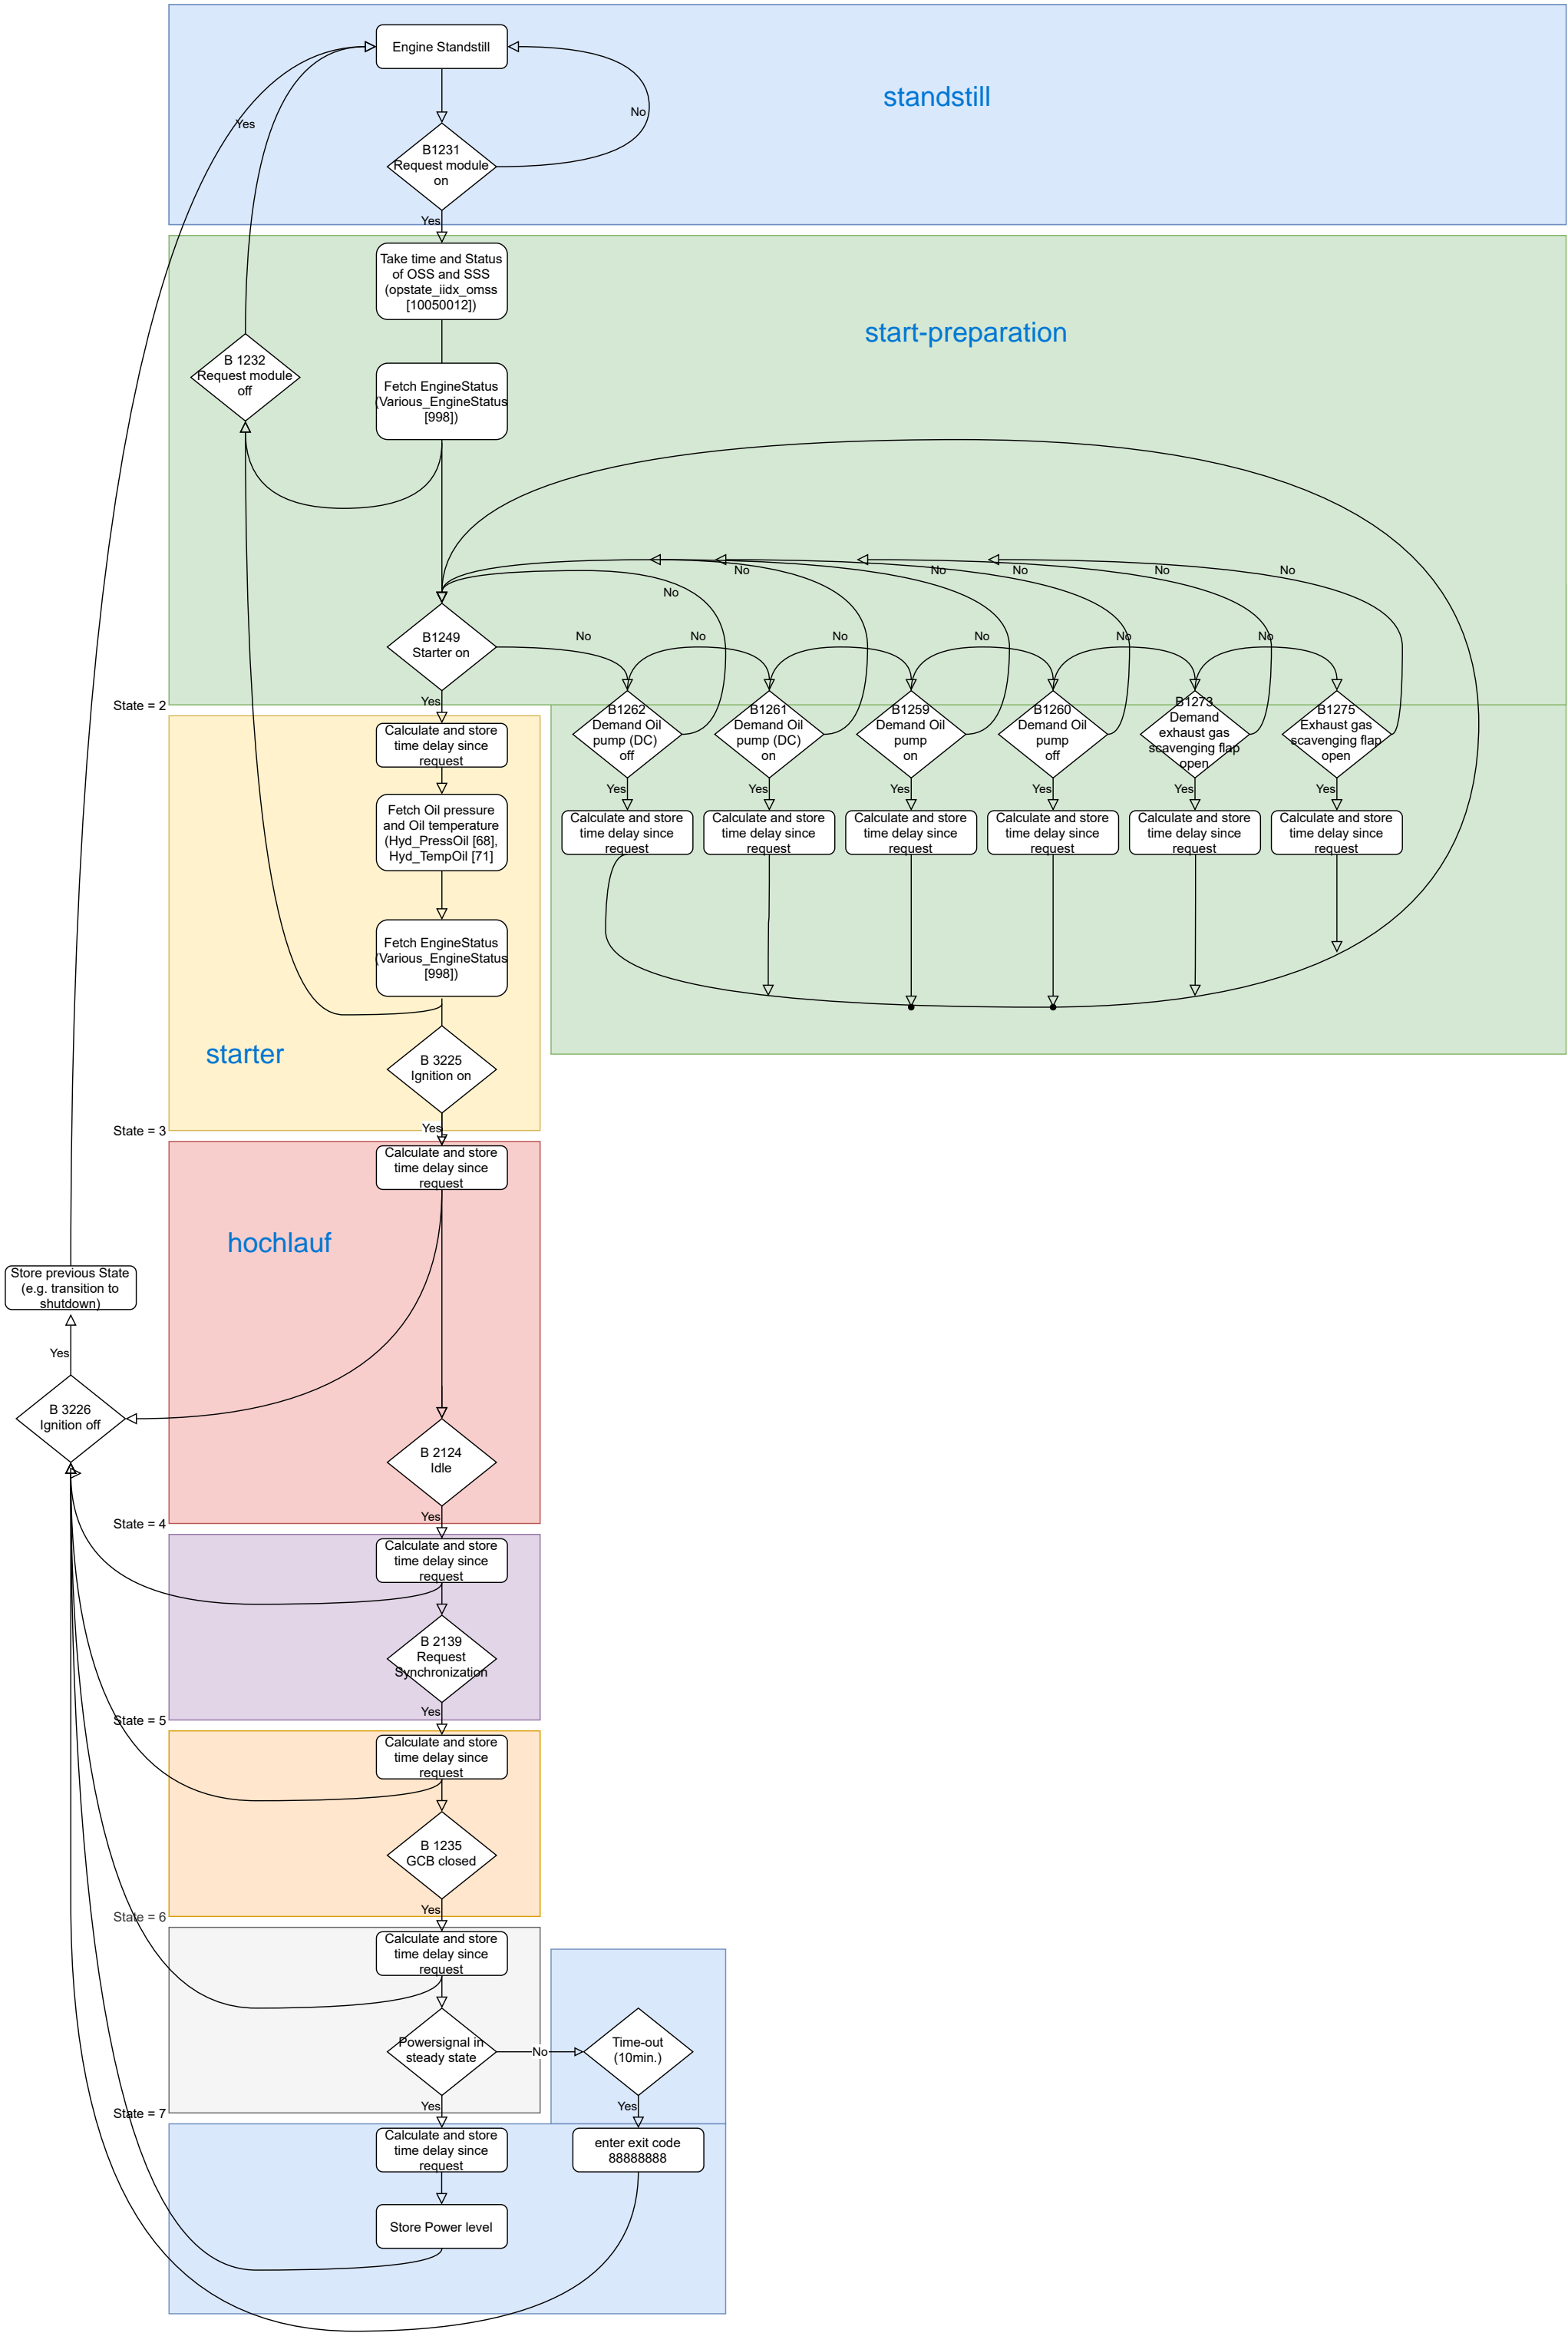 Engine Standstill
standstill
No
Yes
B1231
Request module
on
Yes
Take time and Status
of OSS and SSS
(opstate_iidx_omss
[10050012])
start-preparation
B 1232
Request module
off
Fetch EngineStatus
(Various_EngineStatus
[998])
No
No
No
No
No
No
B1249
Starter on
No
No
No
No
No
No
Yes
State = 2
B1262
Demand Oil
pump (DC)
off
B1261
Demand Oil
pump (DC)
on
B1259
Demand Oil
pump
on
B1260
Demand Oil
pump
off
B1273
Demand
exhaust gas
scavenging flap
open
B1275
Exhaust gas
scavenging flap
open
Calculate and store
time delay since
request
Yes
Yes
Yes
Yes
Yes
Yes
Calculate and store
time delay since
request
Calculate and store
time delay since
request
Calculate and store
time delay since
request
Calculate and store
time delay since
request
Calculate and store
time delay since
request
Calculate and store
time delay since
request
Fetch Oil pressure
and Oil temperature
(Hyd_PressOil [68],
Hyd_TempOil [71]
Fetch EngineStatus
(Various_EngineStatus
[998])
starter
B 3225
Ignition on
Yes
State = 3
Calculate and store
time delay since
request
hochlauf
Store previous State
(e.g. transition to
shutdown)
Yes
B 3226
Ignition off
B 2124
Idle
Yes
State = 4
Calculate and store
time delay since
request
B 2139
Request
Synchronization
Yes
State = 5
Calculate and store
time delay since
request
B 1235
GCB closed
Yes
State = 6
Calculate and store
time delay since
request
Powersignal in
steady state
No
Time-out
(10min.)
Yes
Yes
State = 7
Calculate and store
time delay since
request
enter exit code
88888888
Store Power level